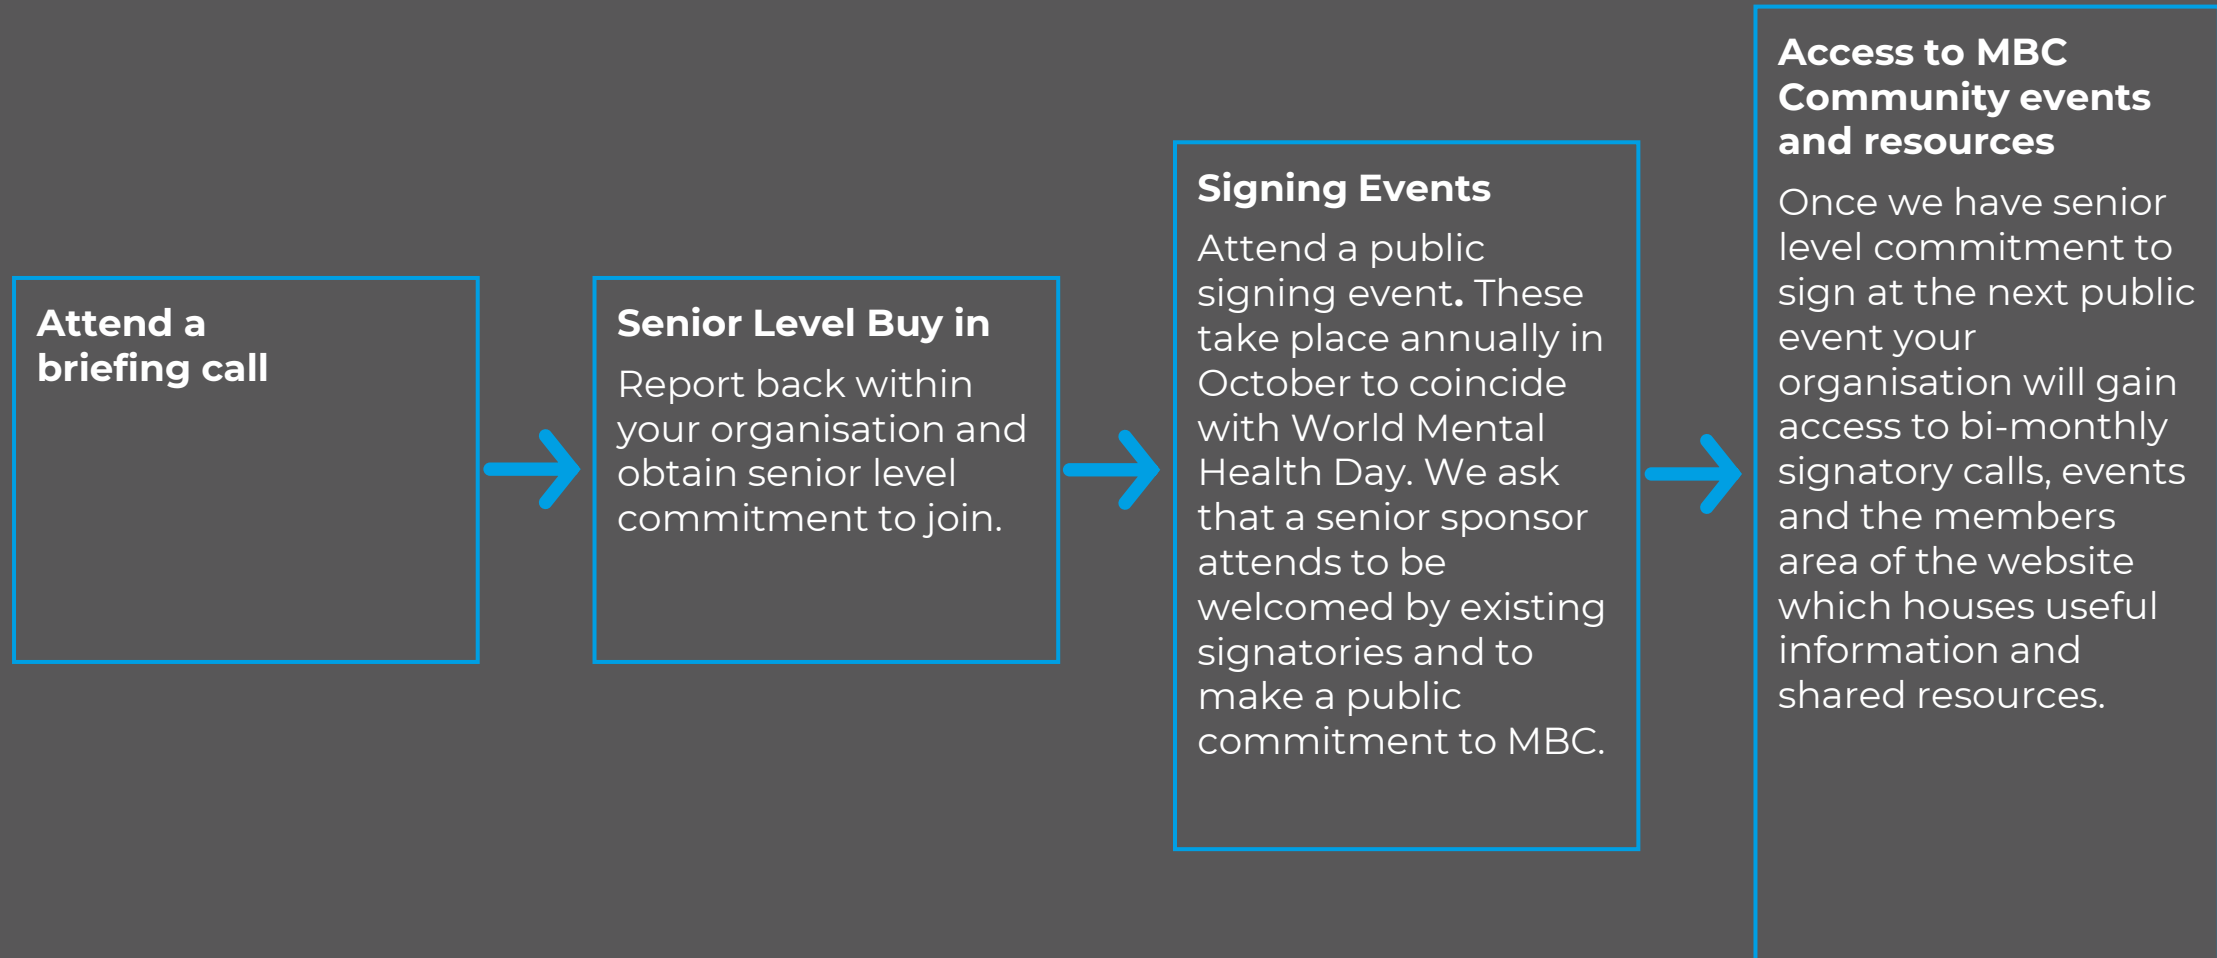 Attend a
briefing call
Senior Level Buy in
Report back within
your organisation and
obtain senior level
commitment to join.
Signing Events
Attend a public
signing event. These
take place annually in
October to coincide
with World Mental
Health Day. We ask
that a senior sponsor
attends to be
welcomed by existing
signatories and to
make a public
commitment to MBC.
Access to MBC
Community events
and resources
Once we have senior
level commitment to
sign at the next public
event your
organisation will gain
access to bi-monthly
signatory calls, events
and the members
area of the website
which houses useful
information and
shared resources.